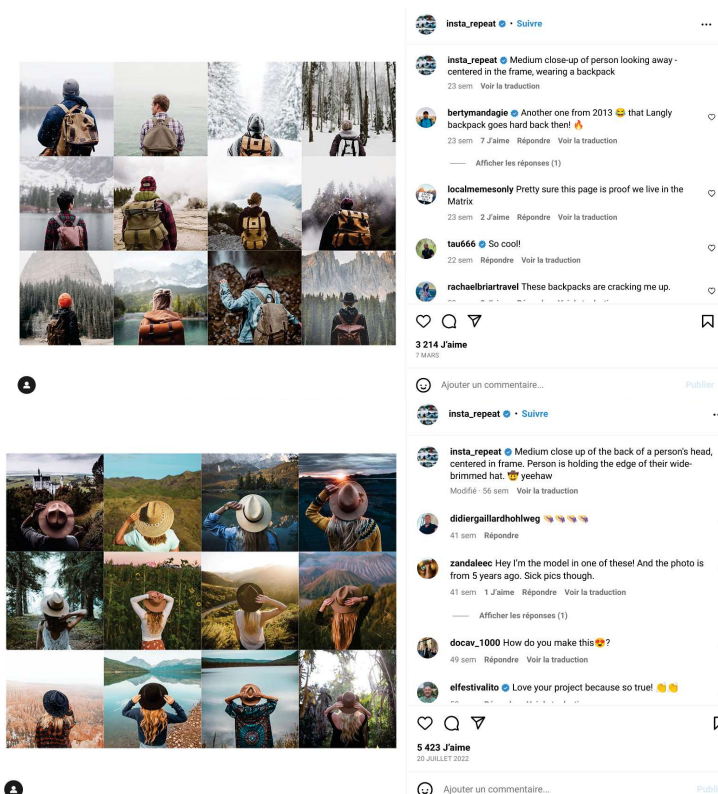 insta_repeat • Suivre
insta_repeat Medium close-up of person looking away -
centered in the frame, wearing a backpack
23 sem Voir la traduction
bertymandagie Another one from 2013 😂 that Langly
backpack goes hard back then! 🔥
23 sem 7 J'aime Répondre Voir la traduction
Afficher les réponses (1)
localmemesonly Pretty sure this page is proof we live in the
Matrix
23 sem 2 J'aime Répondre Voir la traduction
tau666 So cool!
22 sem Répondre Voir la traduction
rachaelbriartravel These backpacks are cracking me up.
3 214 J'aime
7 MARS
Ajouter un commentaire...
Publier
insta_repeat • Suivre
insta_repeat Medium close up of the back of a person's head,
centered in frame. Person is holding the edge of their wide-
brimmed hat. 🤠 yeehaw
Modifié · 56 sem Voir la traduction
didiergaillardhohlweg 👒👒👒👒
41 sem Répondre
zandaleec Hey I'm the model in one of these! And the photo is
from 5 years ago. Sick pics though.
41 sem 1 J'aime Répondre Voir la traduction
Afficher les réponses (1)
docav_1000 How do you make this😍?
49 sem Répondre Voir la traduction
elfestivalito Love your project because so true! 👏👏
5 423 J'aime
20 JUILLET 2022
Ajouter un commentaire...